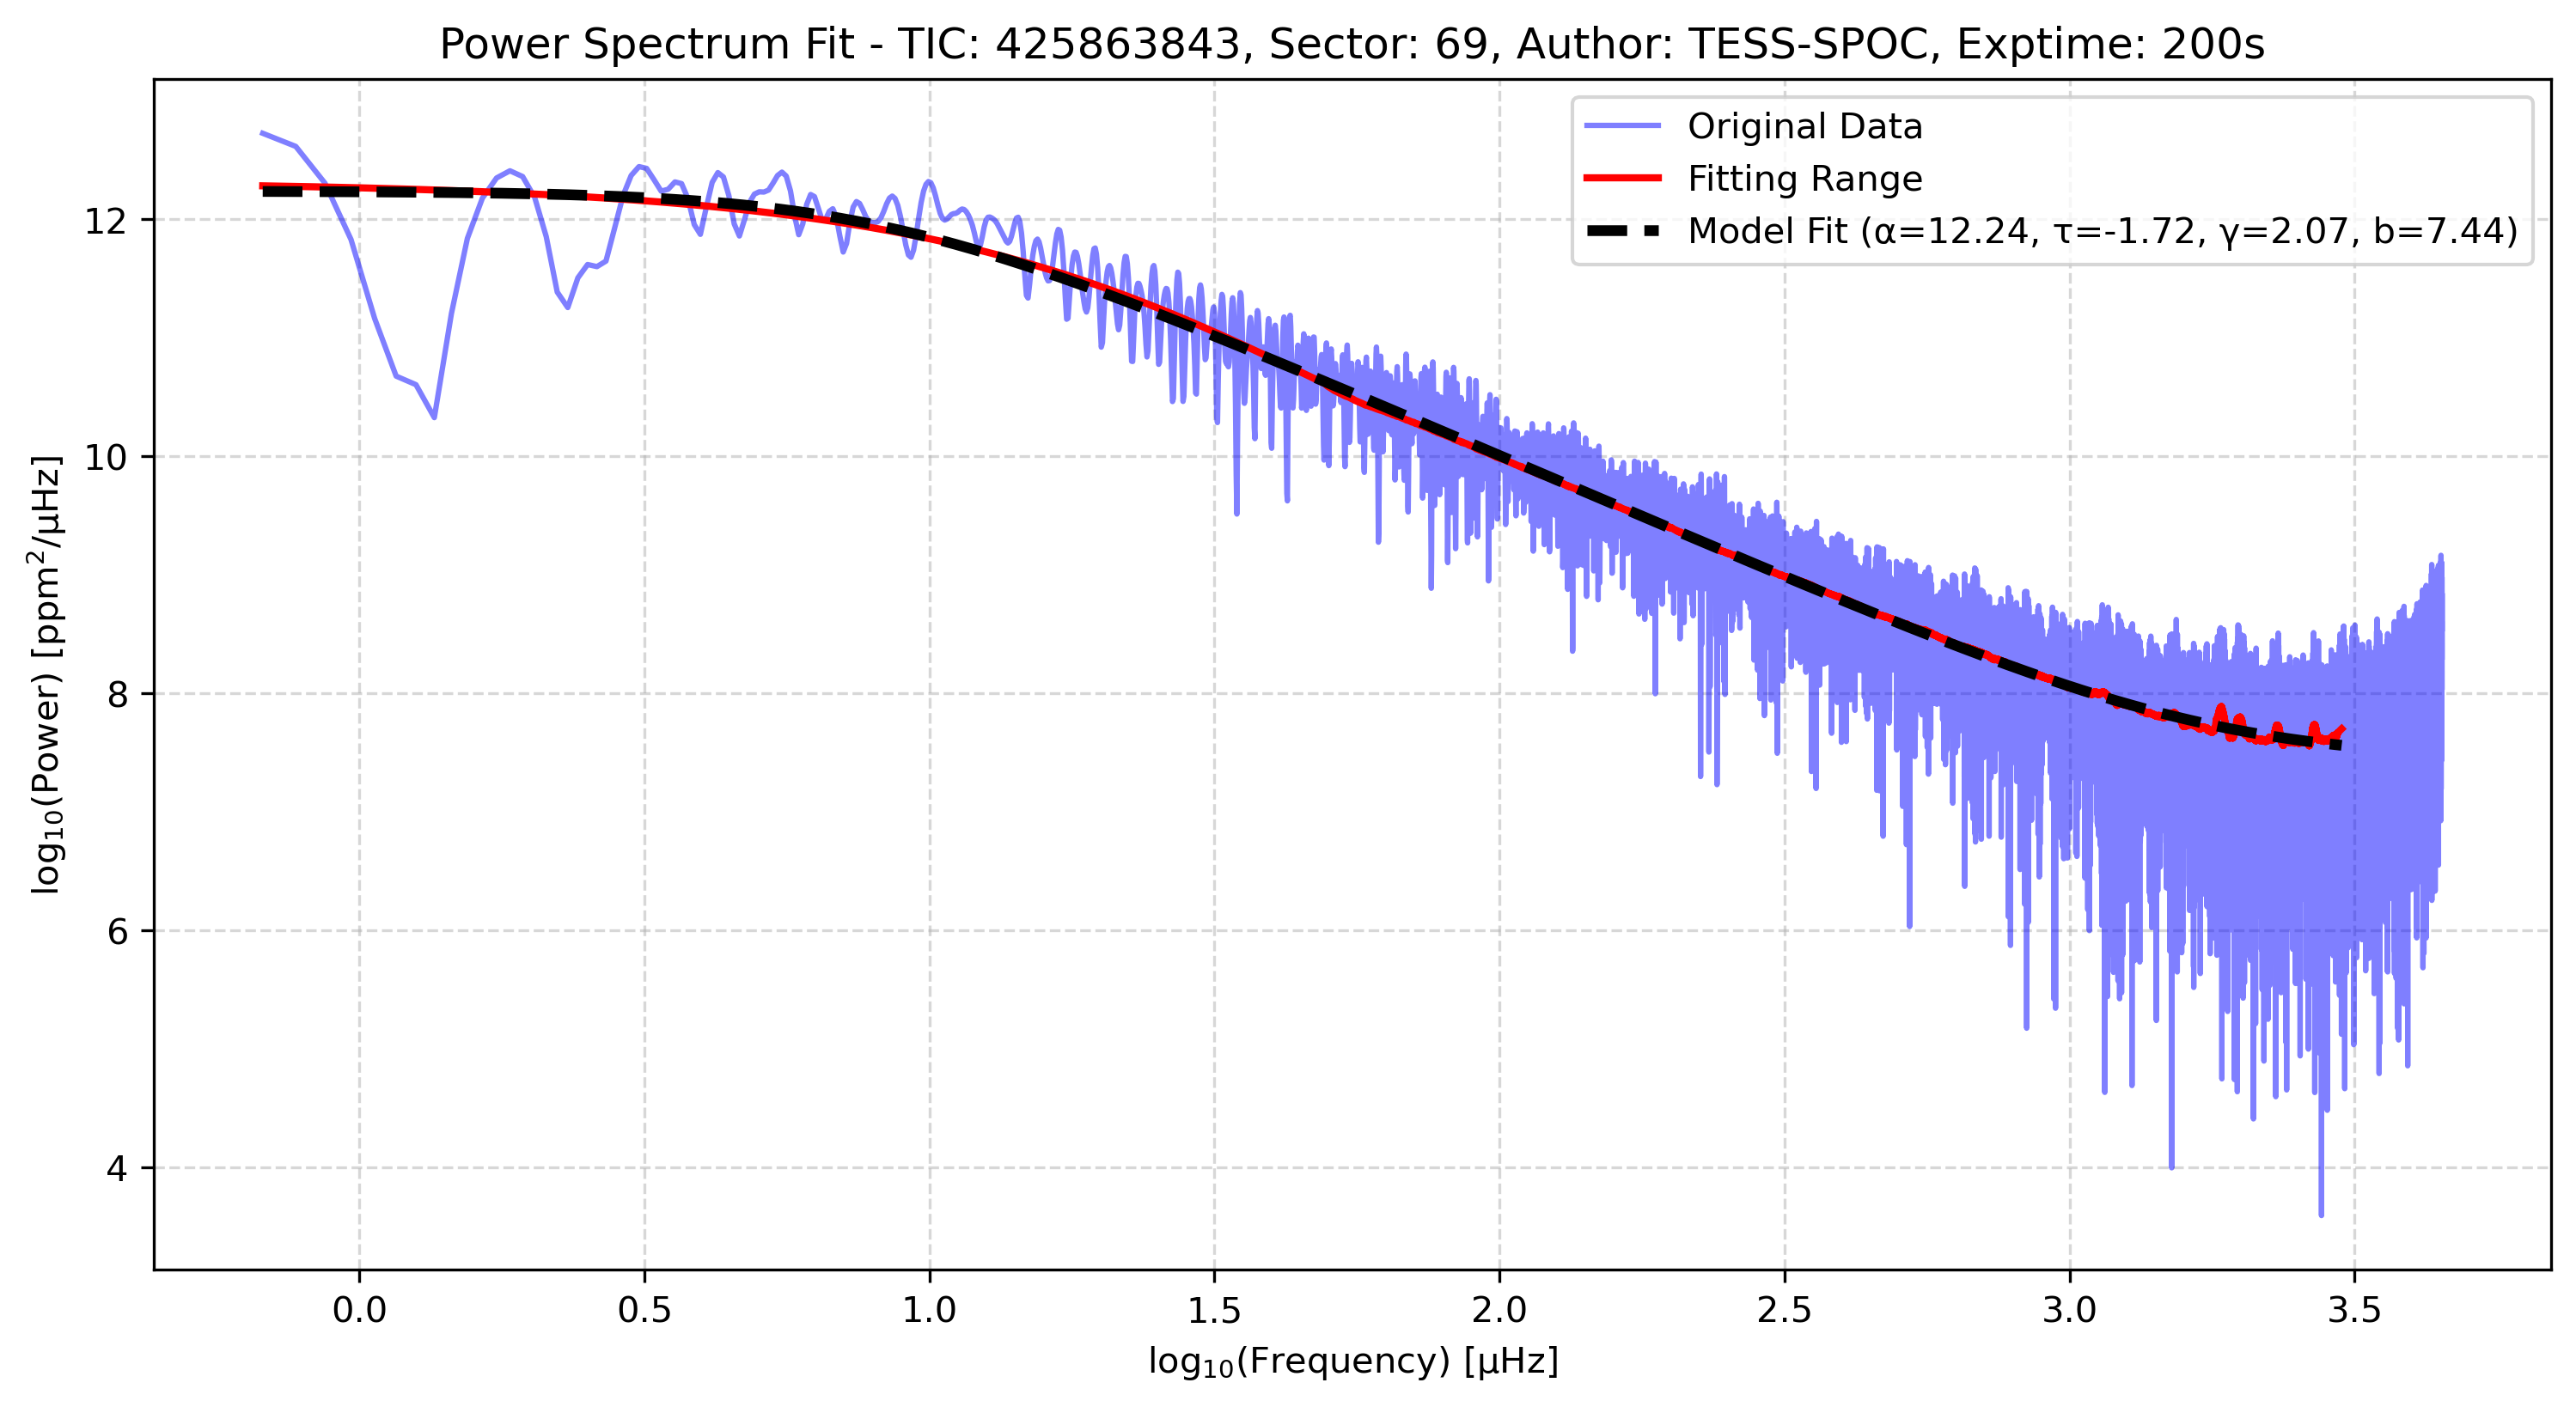 Power Spectrum Fit - TIC: 425863843, Sector: 69, Author: TESS-SPOC, Exptime: 200s
Original Data
Fitting Range
Model Fit (α=12.24, τ=-1.72, γ=2.07, b=7.44)
log₁₀(Power) [ppm²/μHz]
12
10
8
6
4
0.0 0.5 1.0 1.5 2.0 2.5 3.0 3.5
log₁₀(Frequency) [μHz]